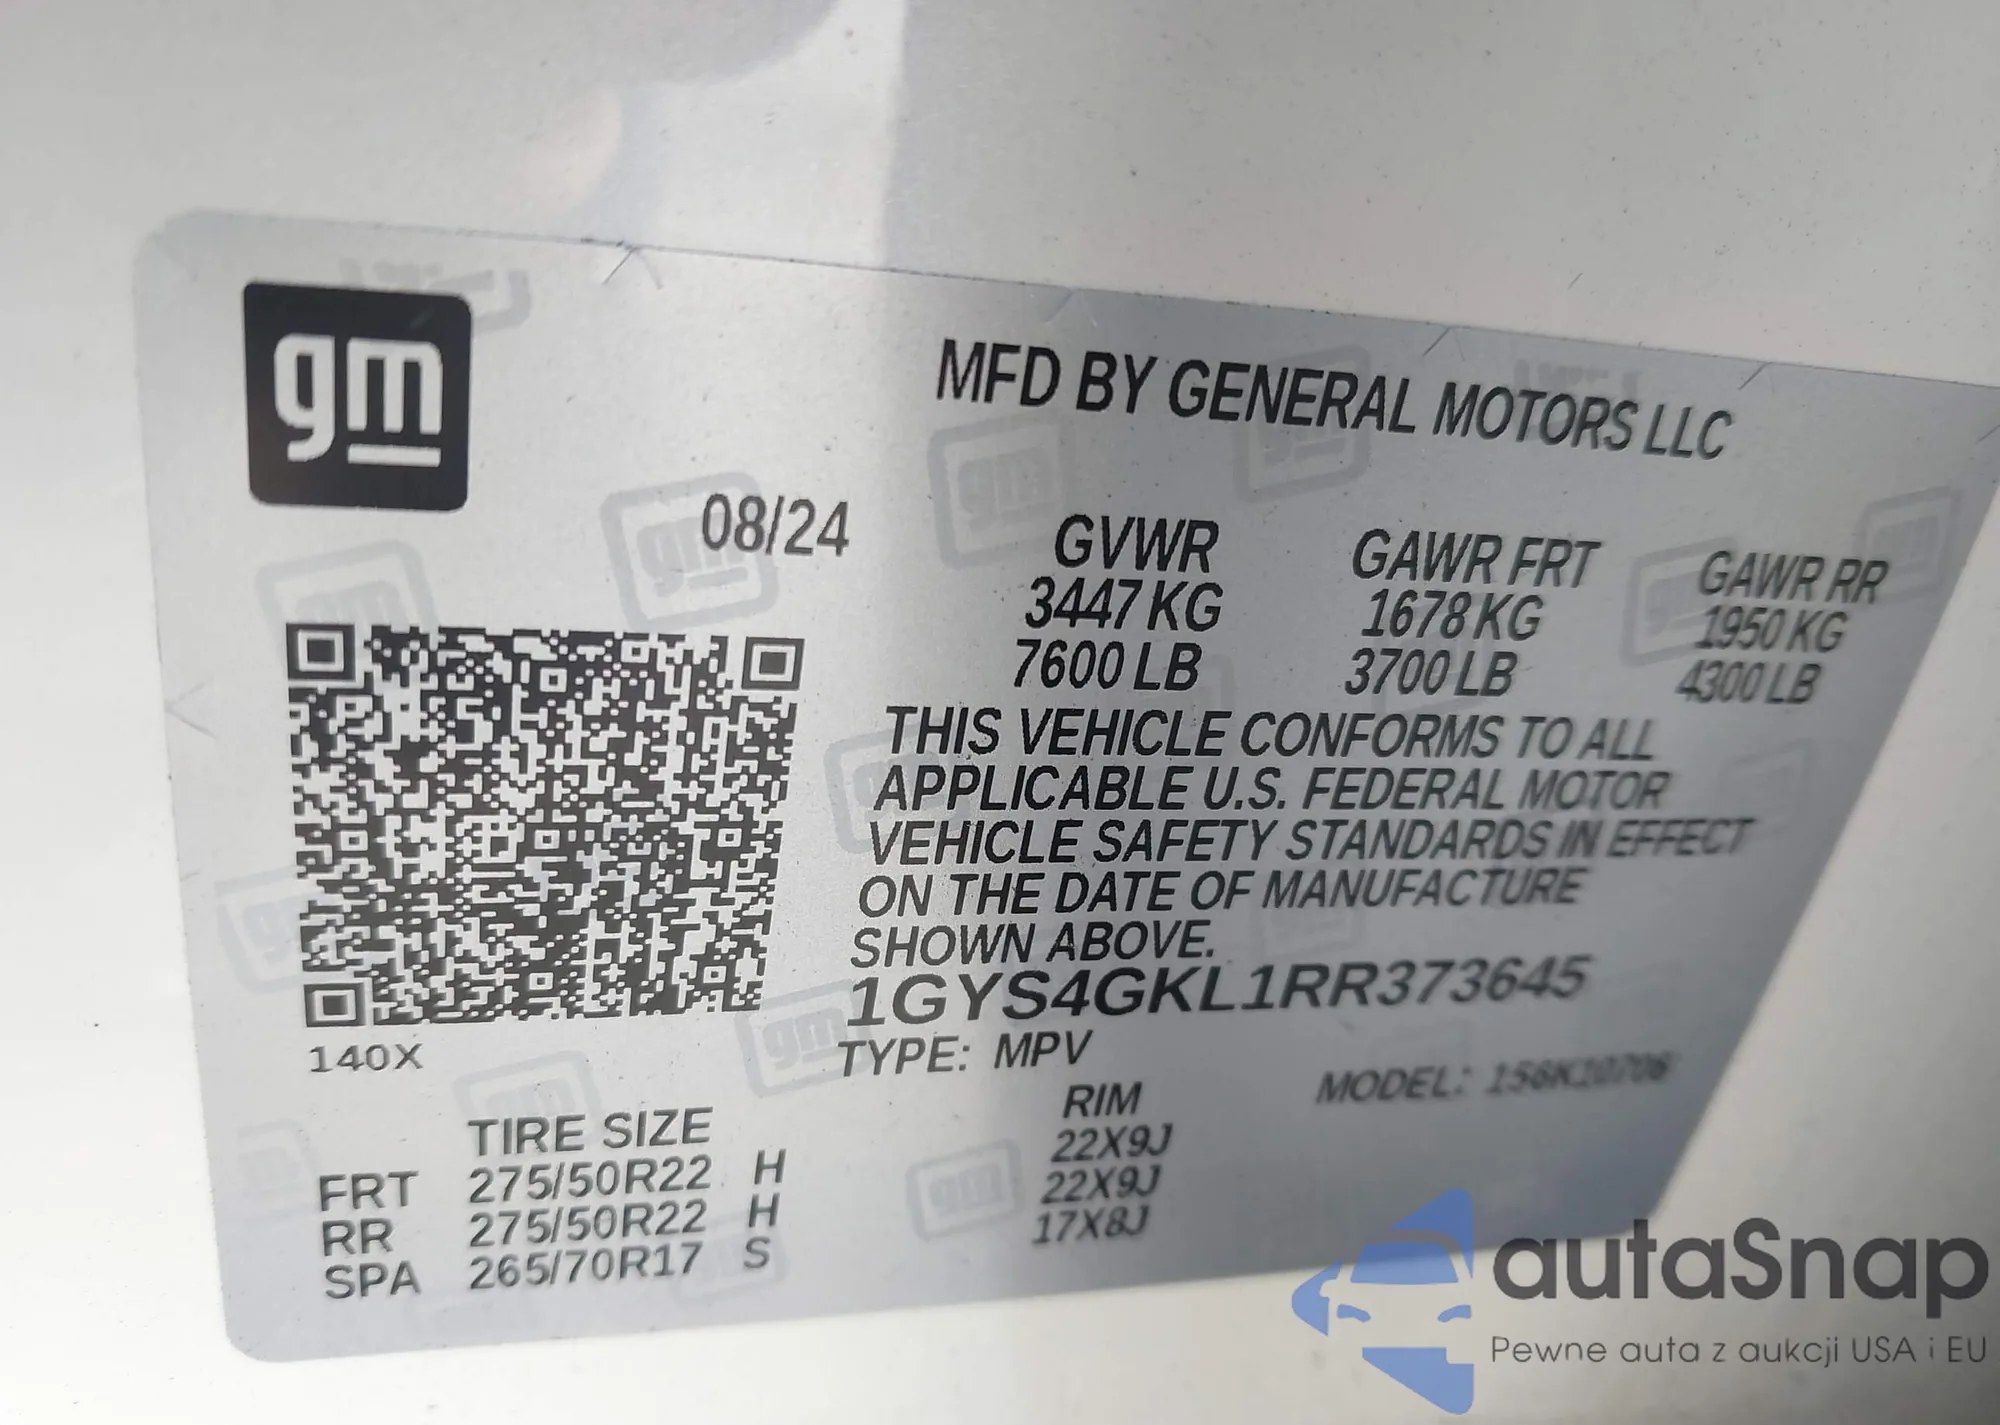 gm
MFD BY GENERAL MOTORS LLC
08/24
GVWR GAWR FRT GAWR RR
3447 KG 1678 KG 1950 KG
7600 LB 3700 LB 4300 LB
THIS VEHICLE CONFORMS TO ALL
APPLICABLE U.S. FEDERAL MOTOR
VEHICLE SAFETY STANDARDS IN EFFECT
ON THE DATE OF MANUFACTURE
SHOWN ABOVE.
1GYS4GKL1RR373645
140X
TYPE: MPV MODEL: 156K10706
TIRE SIZE RIM
FRT 275/50R22 H 22X9J
RR 275/50R22 H 22X9J
SPA 265/70R17 S 17X8J
autaSnap
Pewne auta z aukcji USA i EU